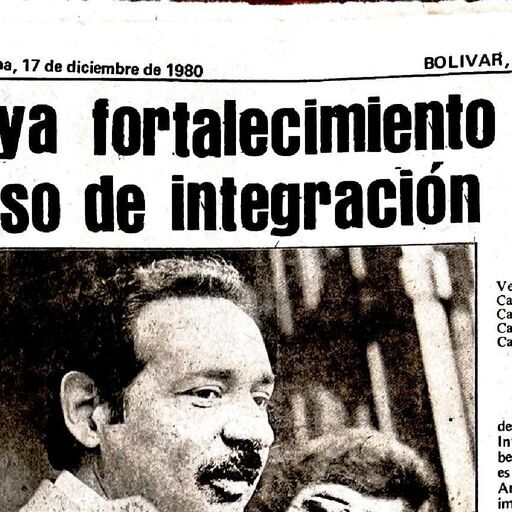 na, 17 de diciembre de 1980
BOLIVAR,
ya fortalecimiento
so de integración
Ve
Ca
Ca
Ca
Ca
de
In
be
es
Ar
im